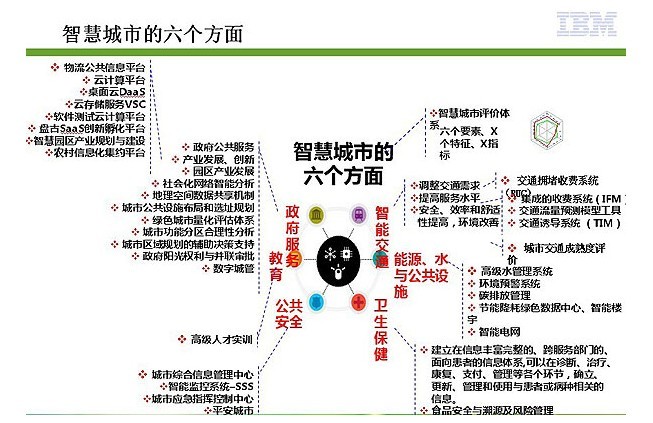 智慧城市的六个方面
IBM
物流公共信息平台
云计算平台
桌面云DaaS
云存储服务VSC
软件测试云计算平台
盘古SaaS创新孵化平台
智慧园区产业规划与建设
农村信息化集约平台
政府公共服务
产业发展、创新
园区产业发展
社会化网络智能分析
地理空间数据共享机制
城市公共设施布局和选址规划
绿色城市量化评估体系
城市功能分区合理性分析
城市区域规划的辅助决策支持
政府阳光权利与并联审批
数字城管
高级人才实训
城市综合信息管理中心
智能监控系统-SSS
城市应急指挥控制中心
平安城市
智慧城市的
六个方面
政府服务
智能交通
教育
能源、水
与公共设
施
公共
安全
卫生保健
智慧城市评价体
系
六个要素、X
个特征、X指
标
调整交通需求
提高服务水平
安全、效率和舒适
性提高，环境改善
交通拥堵收费系统
集成的收费系统（IFM
交通流量预测模型工具
交通诱导系统（TIM）
城市交通成熟度评
价
高级水管理系统
环境预警系统
碳排放管理
节能降耗绿色数据中心、智能楼
宇
智能电网
建立在信息丰富完整的、跨服务部门的、
面向患者的信息体系,可以在诊断、治疗、
康复、支付、管理等各个环节，确立、
更新、管理和使用与患者或病种相关的
信息。
食品安全与溯源及风险管理